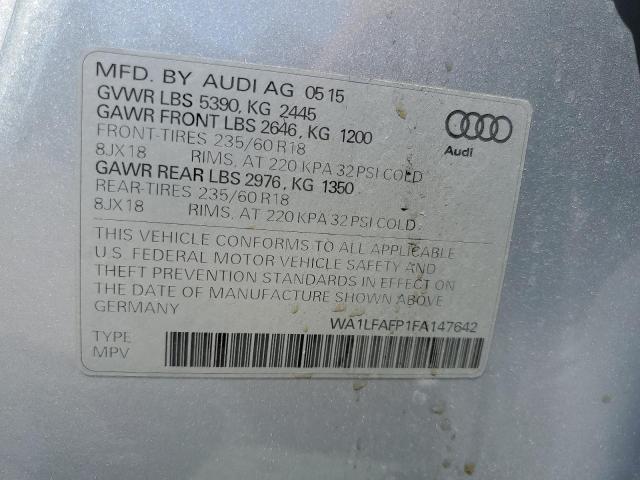 MFD. BY AUDI AG 0515
GVWR LBS 5390, KG 2445
GAWR FRONT LBS 2646, KG 1200
FRONT-TIRES 235/60 R18
8JX18 RIMS, AT 220 KPA 32 PSI COLD
GAWR REAR LBS 2976, KG 1350
REAR-TIRES 235/60 R18
8JX18 RIMS, AT 220 KPA 32 PSI COLD
Audi
THIS VEHICLE CONFORMS TO ALL APPLICABLE
U.S. FEDERAL MOTOR VEHICLE SAFETY AND
THEFT PREVENTION STANDARDS IN EFFECT ON
THE DATE OF MANUFACTURE SHOWN ABOVE.
GERMANY
WA1LFAFP1FA147642
TYPE
MPV